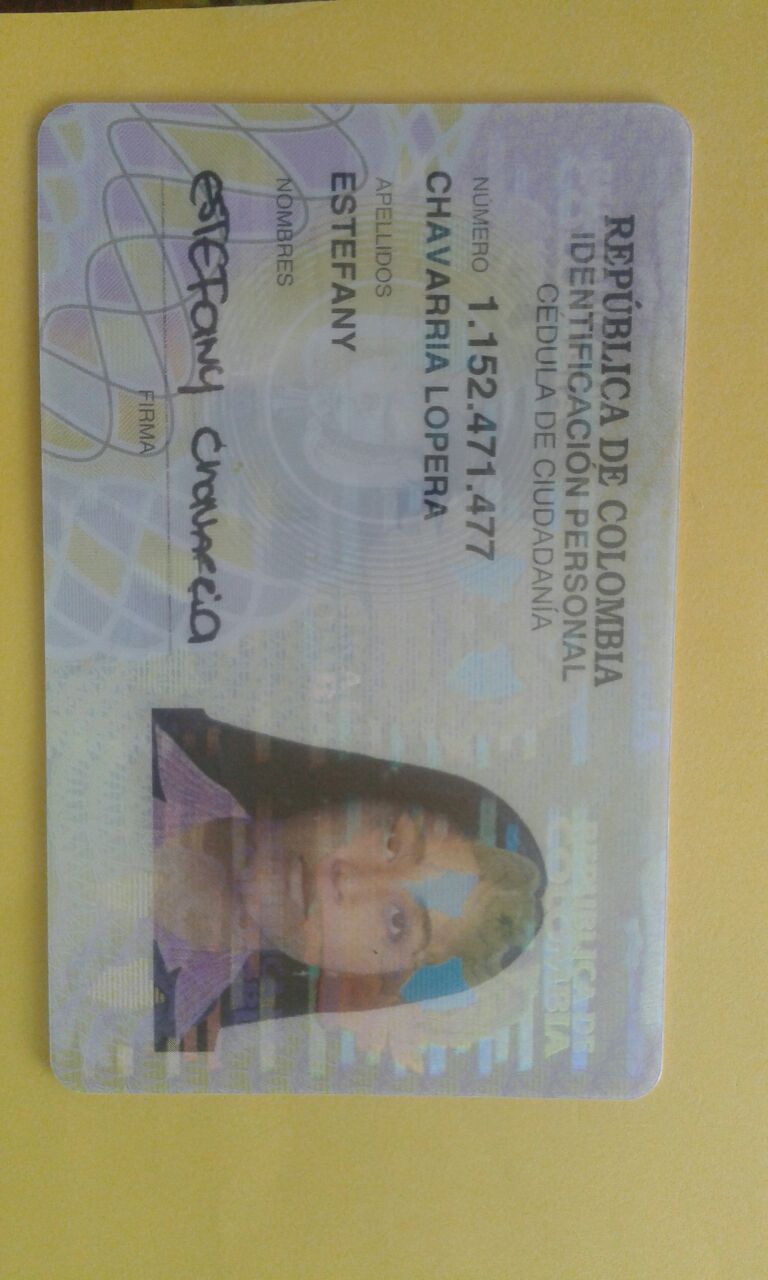 REPÚBLICA DE COLOMBIA
IDENTIFICACIÓN PERSONAL
CÉDULA DE CIUDADANÍA
NÚMERO 1.152.471.477
CHAVARRIA LOPERA
APELLIDOS
ESTEFANY
NOMBRES
ESTEFany Chavarria
FIRMA
REPÚBLICA DE
COLOMBIA